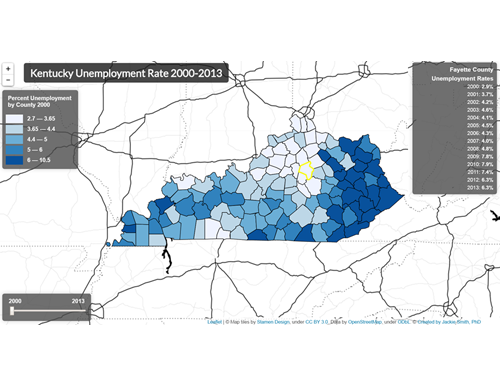 +
-
Kentucky Unemployment Rate 2000-2013
Percent Unemployment
by County 2000
2.7 — 3.65
3.65 — 4.4
4.4 — 5
5 — 6
6 — 10.5
Fayette County
Unemployment Rates
2000: 2.9%
2001: 3.7%
2002: 4.2%
2003: 4.6%
2004: 4.1%
2005: 4.5%
2006: 4.3%
2007: 4.0%
2008: 4.8%
2009: 7.8%
2010: 7.9%
2011: 7.4%
2012: 6.3%
2013: 6.3%
2000 2013
Leaflet | © Map tiles by Stamen Design, under CC BY 3.0. Data by OpenStreetMap, under ODbL. © Created by Jackie Smith, PND